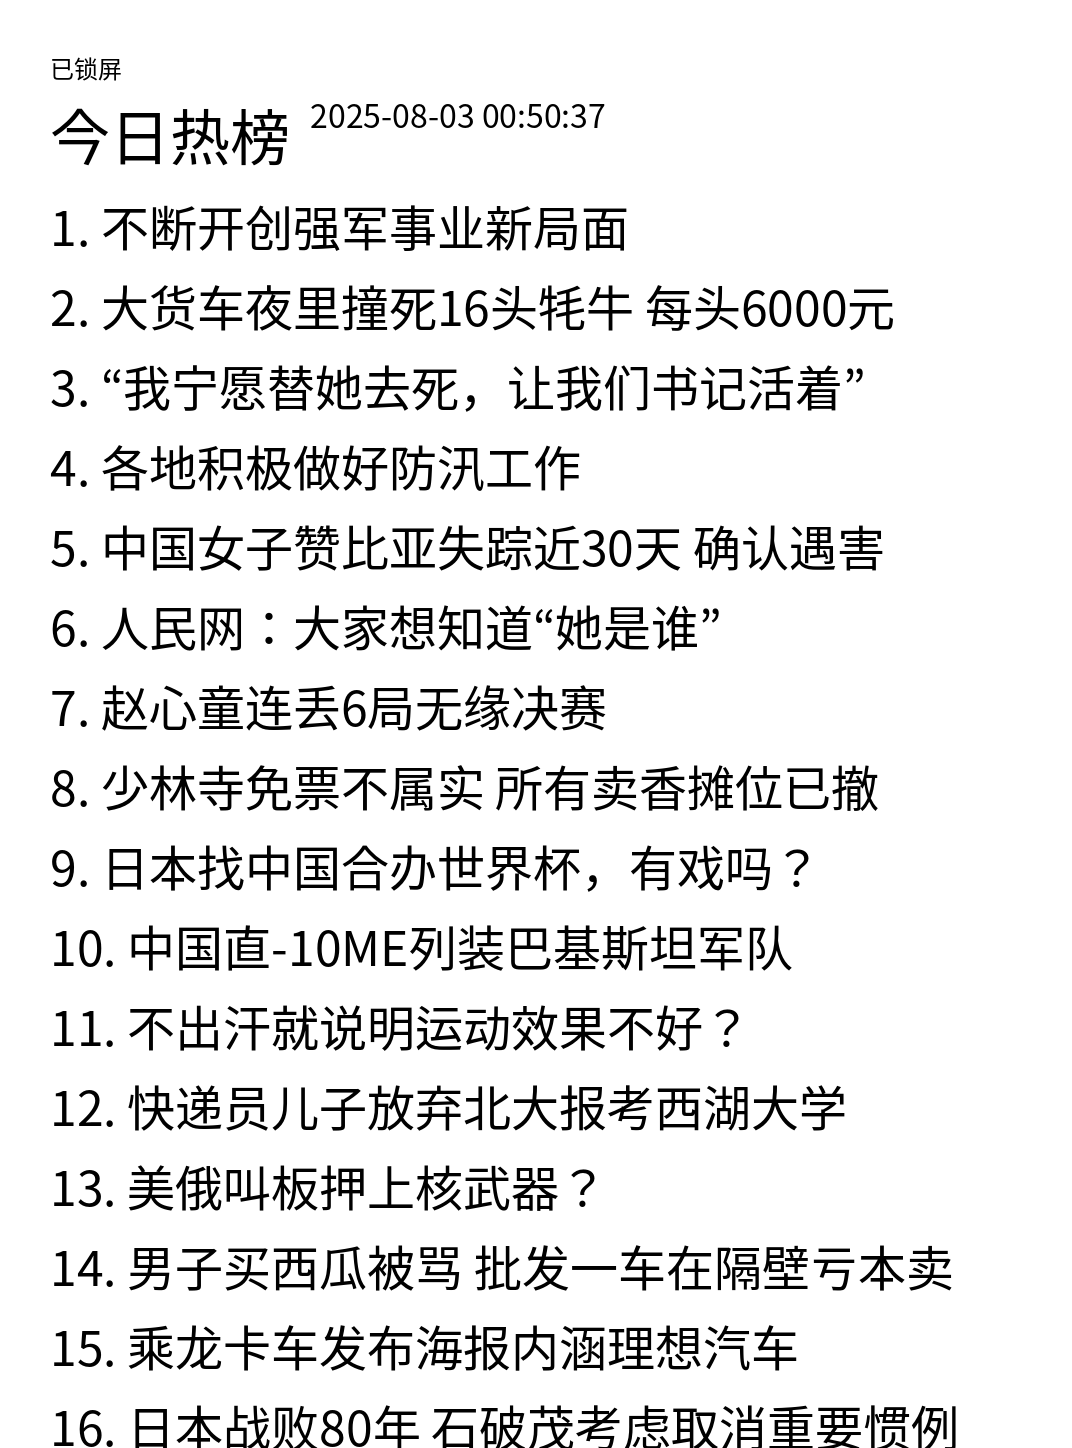 已锁屏
今日热榜 2025-08-03 00:50:37
1. 不断开创强军事业新局面
2. 大货车夜里撞死16头牦牛 每头6000元
3. “我宁愿替她去死，让我们书记活着”
4. 各地积极做好防汛工作
5. 中国女子赞比亚失踪近30天 确认遇害
6. 人民网：大家想知道“她是谁”
7. 赵心童连丢6局无缘决赛
8. 少林寺免票不属实 所有卖香摊位已撤
9. 日本找中国合办世界杯，有戏吗？
10. 中国直-10ME列装巴基斯坦军队
11. 不出汗就说明运动效果不好？
12. 快递员儿子放弃北大报考西湖大学
13. 美俄叫板押上核武器？
14. 男子买西瓜被骂 批发一车在隔壁亏本卖
15. 乘龙卡车发布海报内涵理想汽车
16. 日本战败80年 石破茂考虑取消重要惯例